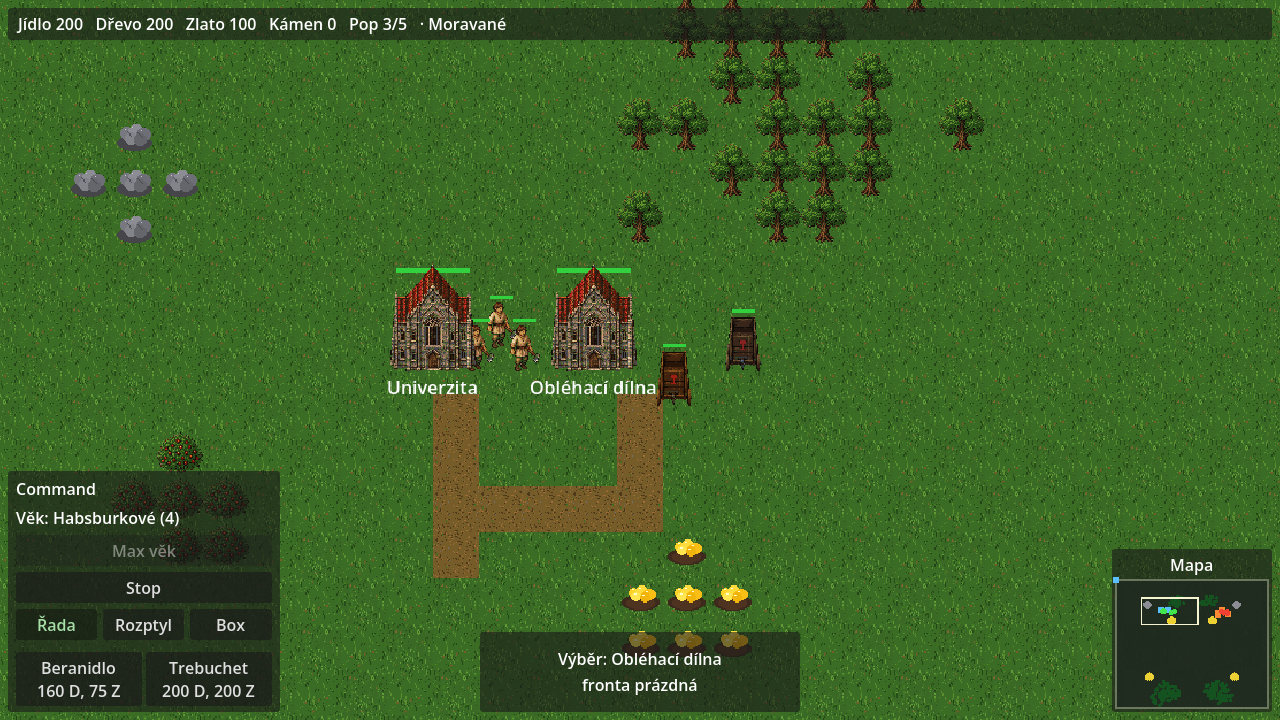 Jídlo 200 Dřevo 200 Zlato 100 Kámen 0 Pop 3/5 · Moravané
Univerzita
Obléhací dílna
Command
Věk: Habsburkové (4)
Max věk
Stop
Řada Rozptyl Box
Beranidlo
160 D, 75 Z
Trebuchet
200 D, 200 Z
Výběr: Obléhací dílna
fronta prázdná
Mapa